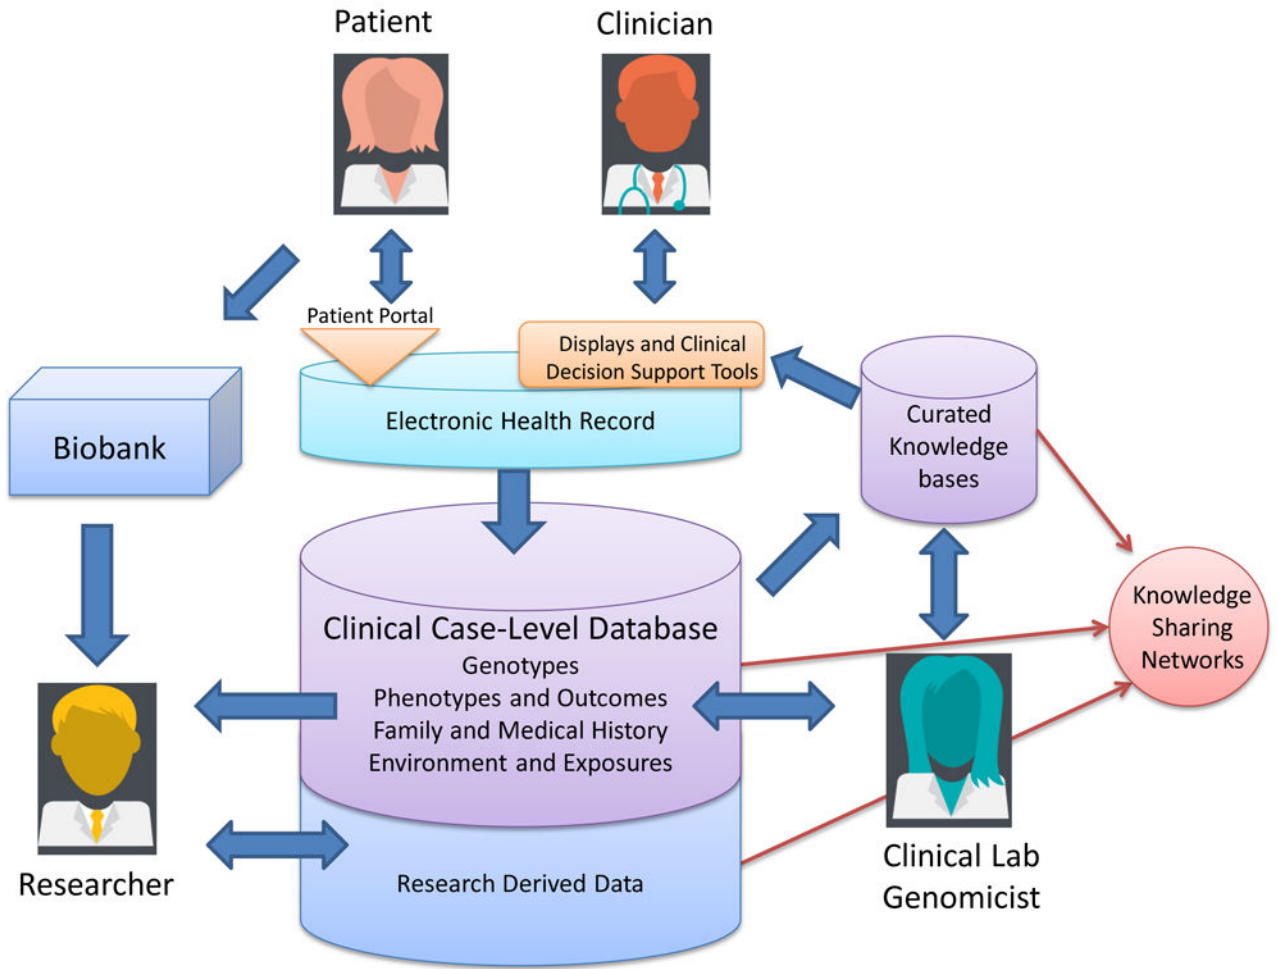 Patient
Clinician
Patient Portal
Displays and Clinical
Decision Support Tools
Electronic Health Record
Curated
Knowledge
bases
Biobank
Knowledge
Sharing
Networks
Clinical Case-Level Database
Genotypes
Phenotypes and Outcomes
Family and Medical History
Environment and Exposures
Researcher
Research Derived Data
Clinical Lab
Genomicist